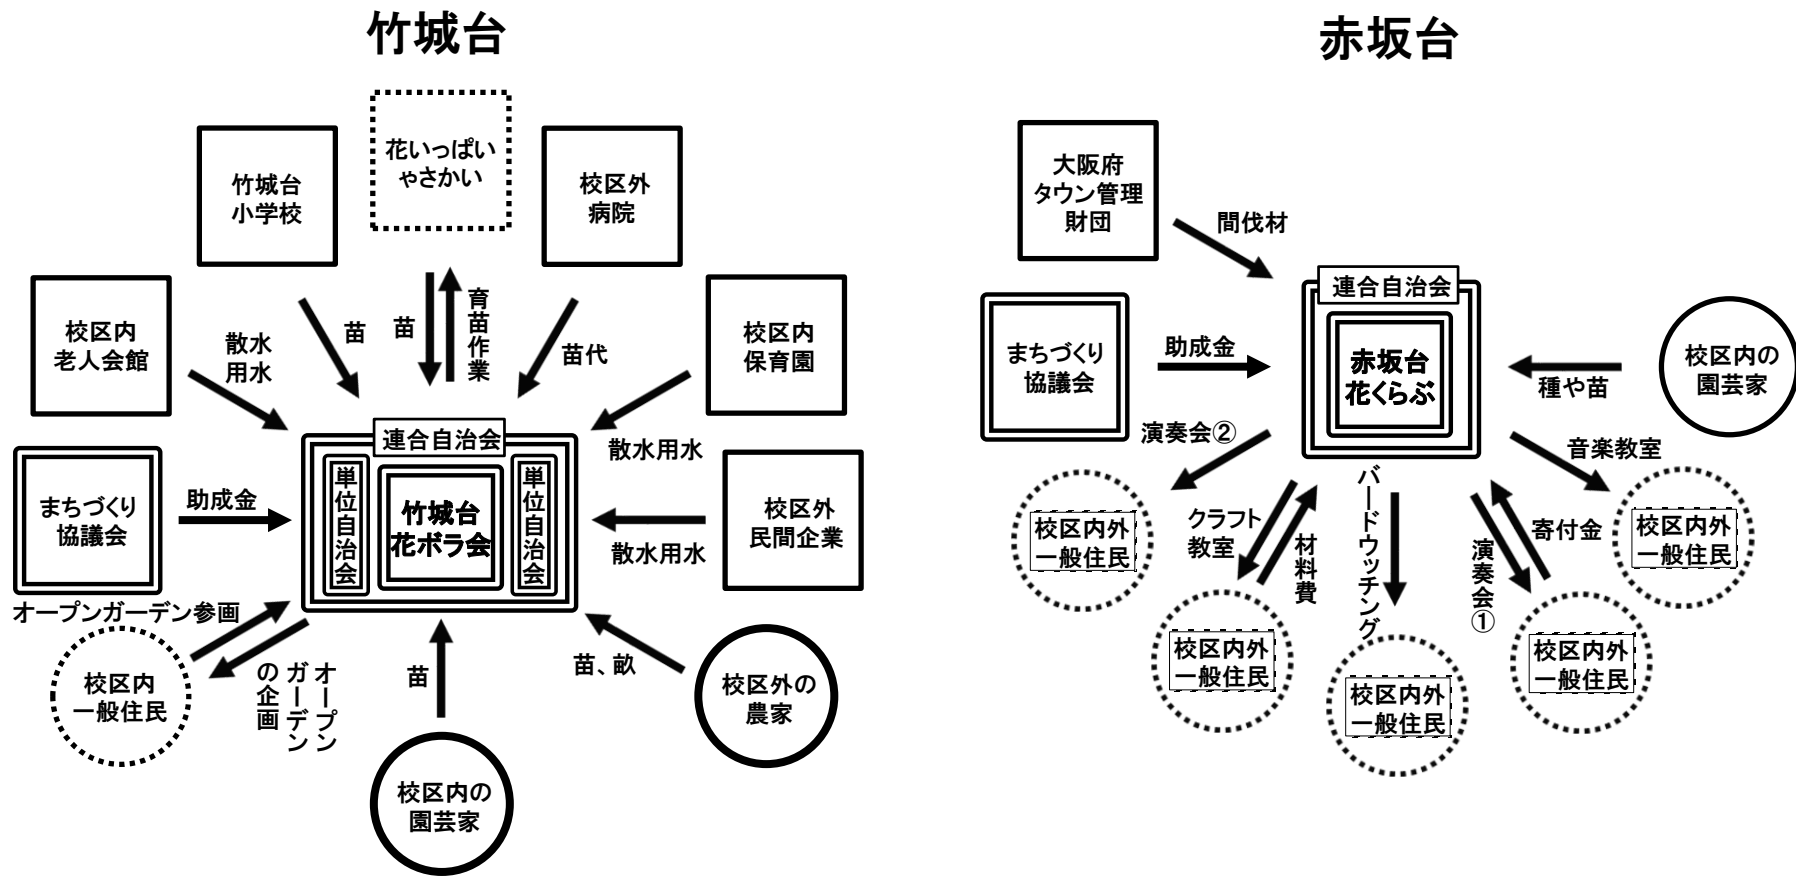 竹城台
花いっぱい
ゃさかい
竹城台
小学校
校区外
病院
校区内
老人会館
散水
用水
苗
苗
育苗作業
苗代
校区内
保育園
散水用水
まちづくり
協議会
助成金
連合自治会
単位自治会
竹城台
花ボラ会
単位自治会
校区外
民間企業
散水用水
オープンガーデン参画
校区内
一般住民
オープン
ガーデン
の企画
苗
校区内の
園芸家
苗、畝
校区外の
農家
赤坂台
大阪府
タウン管理
財団
間伐材
まちづくり
協議会
助成金
連合自治会
赤坂台
花くらぶ
校区内の
園芸家
種や苗
演奏会②
校区内外
一般住民
クラフト
教室
材料費
校区内外
一般住民
バードウッチング
校区内外
一般住民
演奏会①
寄付金
校区内外
一般住民
音楽教室
校区内外
一般住民